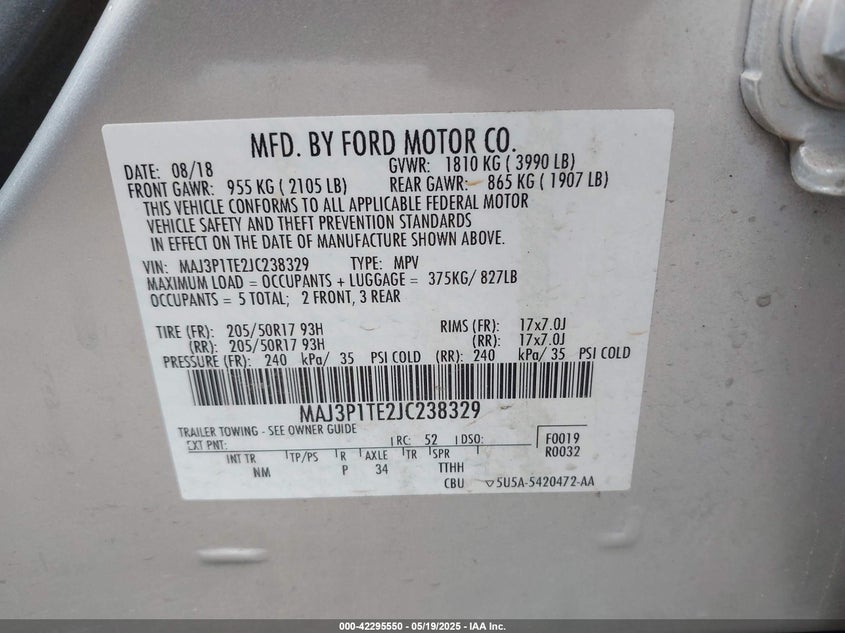 MFD. BY FORD MOTOR CO.
DATE: 08/18 GVWR: 1810 KG ( 3990 LB)
FRONT GAWR: 955 KG ( 2105 LB) REAR GAWR: 865 KG ( 1907 LB)
THIS VEHICLE CONFORMS TO ALL APPLICABLE FEDERAL MOTOR
VEHICLE SAFETY AND THEFT PREVENTION STANDARDS
IN EFFECT ON THE DATE OF MANUFACTURE SHOWN ABOVE.
VIN: MAJ3P1TE2JC238329 TYPE: MPV
MAXIMUM LOAD = OCCUPANTS + LUGGAGE = 375KG/ 827LB
OCCUPANTS = 5 TOTAL; 2 FRONT, 3 REAR
TIRE (FR): 205/50R17 93H RIMS (FR): 17x7.0J
(RR): 205/50R17 93H (RR): 17x7.0J
PRESSURE (FR): 240 kPa/ 35 PSI COLD (RR): 240 kPa/ 35 PSI COLD
MAJ3P1TE2JC238329
TRAILER TOWING - SEE OWNER GUIDE
EXT PNT: RC: 52 DSO: F0019
INT TR TP/PS R AXLE TR SPR R0032
NM P 34 TTHH
CBU ▽5U5A-5420472-AA
000-42295550 - 05/19/2025 - IAA Inc.